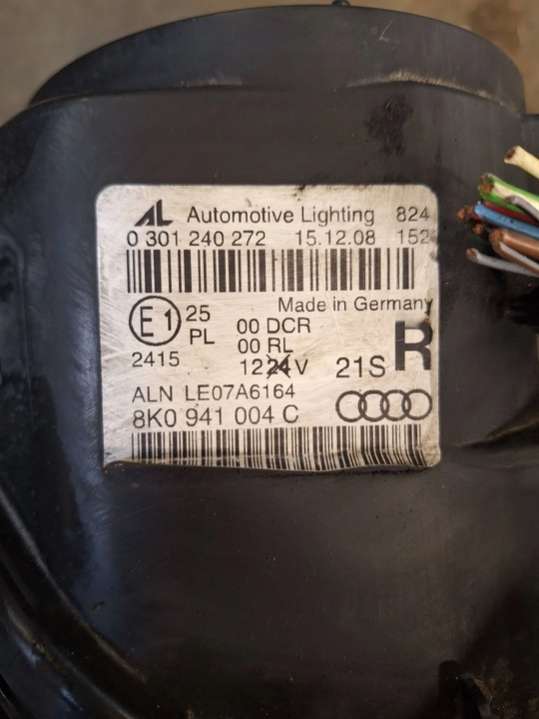 AL Automotive Lighting 824
0 301 240 272 15.12.08 152
Made in Germany
E1 25 00 DCR
PL 00 RL
2415 1224V 21S R
ALN LE07A6164
8K0 941 004 C